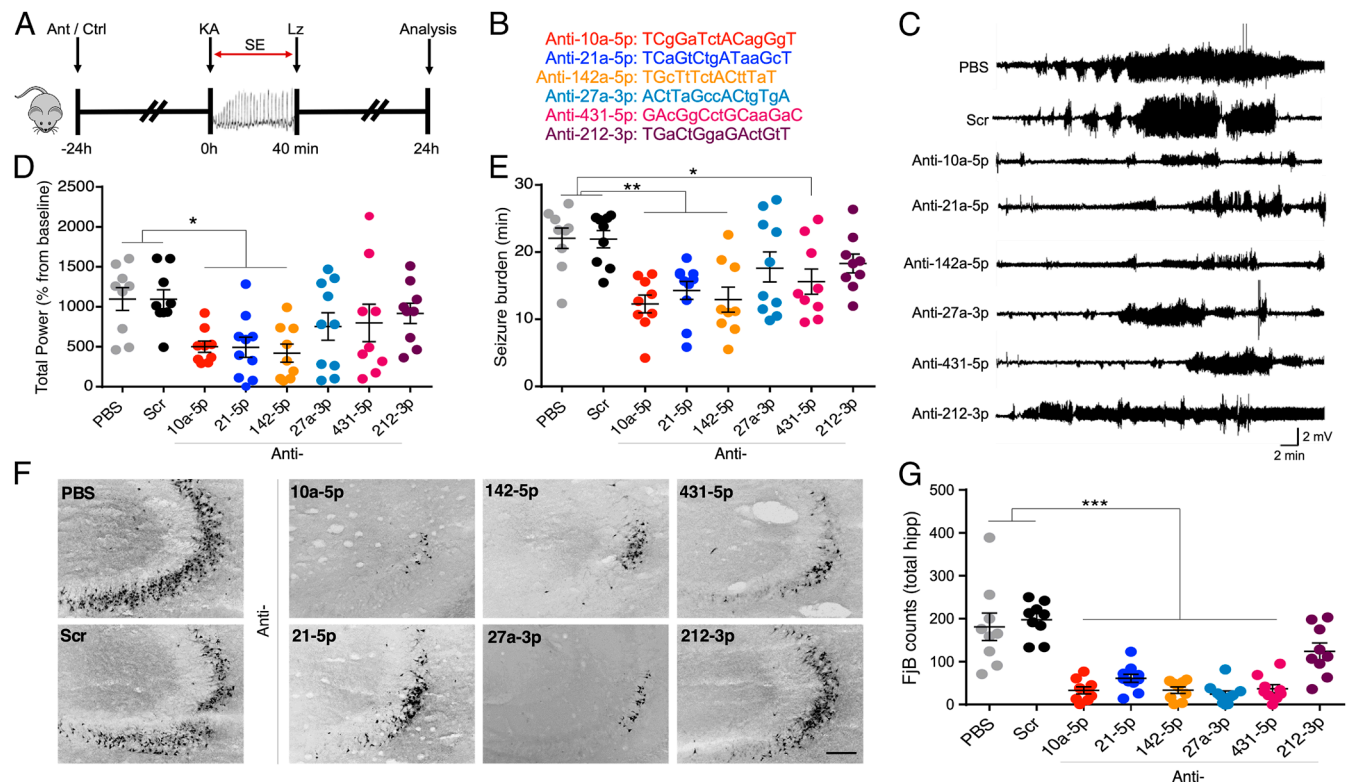 A
Ant / Ctrl
KA
Lz
Analysis
SE
-24h
0h
40 min
24h
B
Anti-10a-5p: TCgGaTctACagGgT
Anti-21a-5p: TCaGtCtgATaaGcT
Anti-142a-5p: TGcTtTctACttTaT
Anti-27a-3p: ACtTaGccACtgTgA
Anti-431-5p: GAcGgCctGCaaGaC
Anti-212-3p: TGaCtGgaGActGtT
C
PBS
Scr
Anti-10a-5p
Anti-21a-5p
Anti-142a-5p
Anti-27a-3p
Anti-431-5p
Anti-212-3p
2 mV
2 min
D
Total Power (% from baseline)
2500
2000
1500
1000
500
0
*
PBS
Scr
10a-5p
21-5p
142-5p
27a-3p
431-5p
212-3p
Anti-
E
Seizure burden (min)
30
20
10
0
**
*
PBS
Scr
10a-5p
21-5p
142-5p
27a-3p
431-5p
212-3p
Anti-
F
PBS
Scr
Anti-
10a-5p
142-5p
431-5p
21-5p
27a-3p
212-3p
G
FjB counts (total hipp)
500
400
300
200
100
0
***
PBS
Scr
10a-5p
21-5p
142-5p
27a-3p
431-5p
212-3p
Anti-